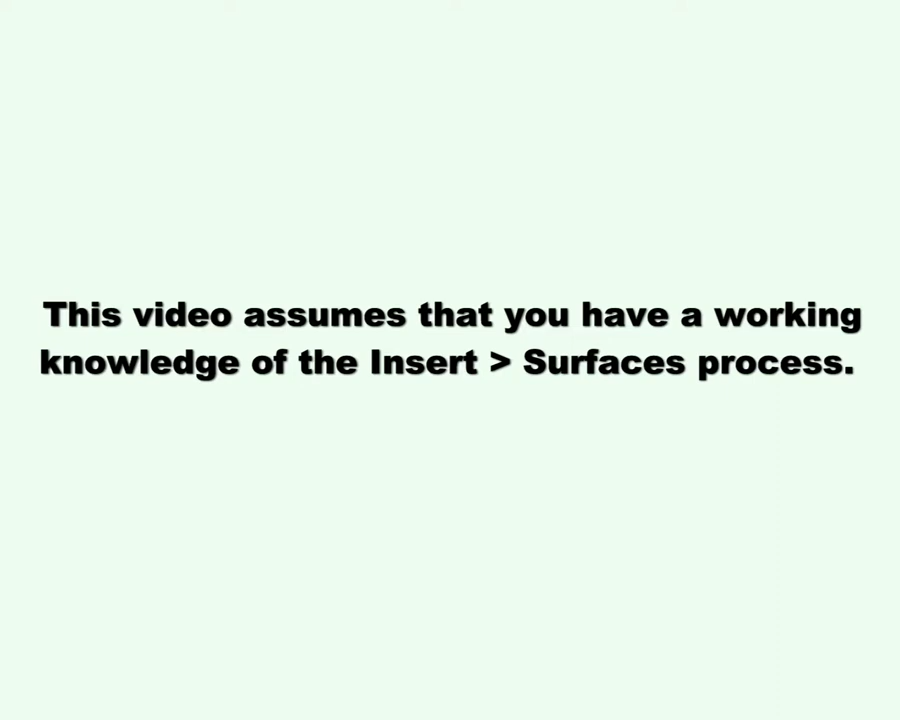 This video assumes that you have a working
knowledge of the Insert > Surfaces process.